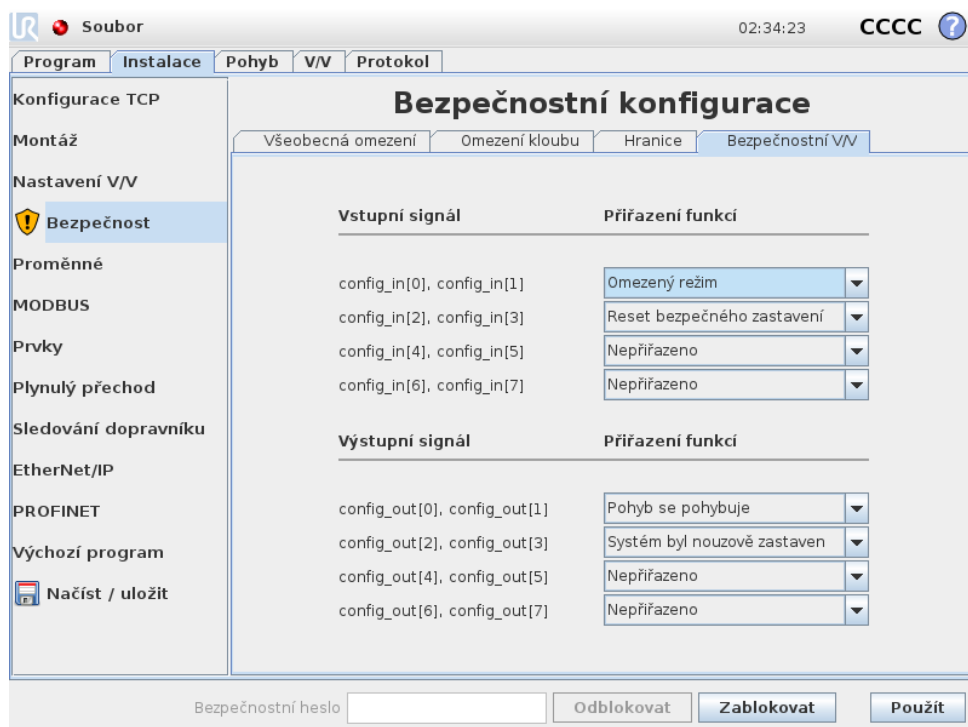 UR Soubor 02:34:23 CCCC ?
Program Instalace Pohyb V/V Protokol
Konfigurace TCP
Montáž
Nastavení V/V
Bezpečnost
Proměnné
MODBUS
Prvky
Plynulý přechod
Sledování dopravníku
EtherNet/IP
PROFINET
Výchozí program
Načíst / uložit
Bezpečnostní konfigurace
Všeobecná omezení Omezení kloubu Hranice Bezpečnostní V/V
Vstupní signál Přiřazení funkcí
config_in[0], config_in[1] Omezený režim
config_in[2], config_in[3] Reset bezpečného zastavení
config_in[4], config_in[5] Nepřiřazeno
config_in[6], config_in[7] Nepřiřazeno
Výstupní signál Přiřazení funkcí
config_out[0], config_out[1] Pohyb se pohybuje
config_out[2], config_out[3] Systém byl nouzově zastaven
config_out[4], config_out[5] Nepřiřazeno
config_out[6], config_out[7] Nepřiřazeno
Bezpečnostní heslo Odblokovat Zablokovat Použít